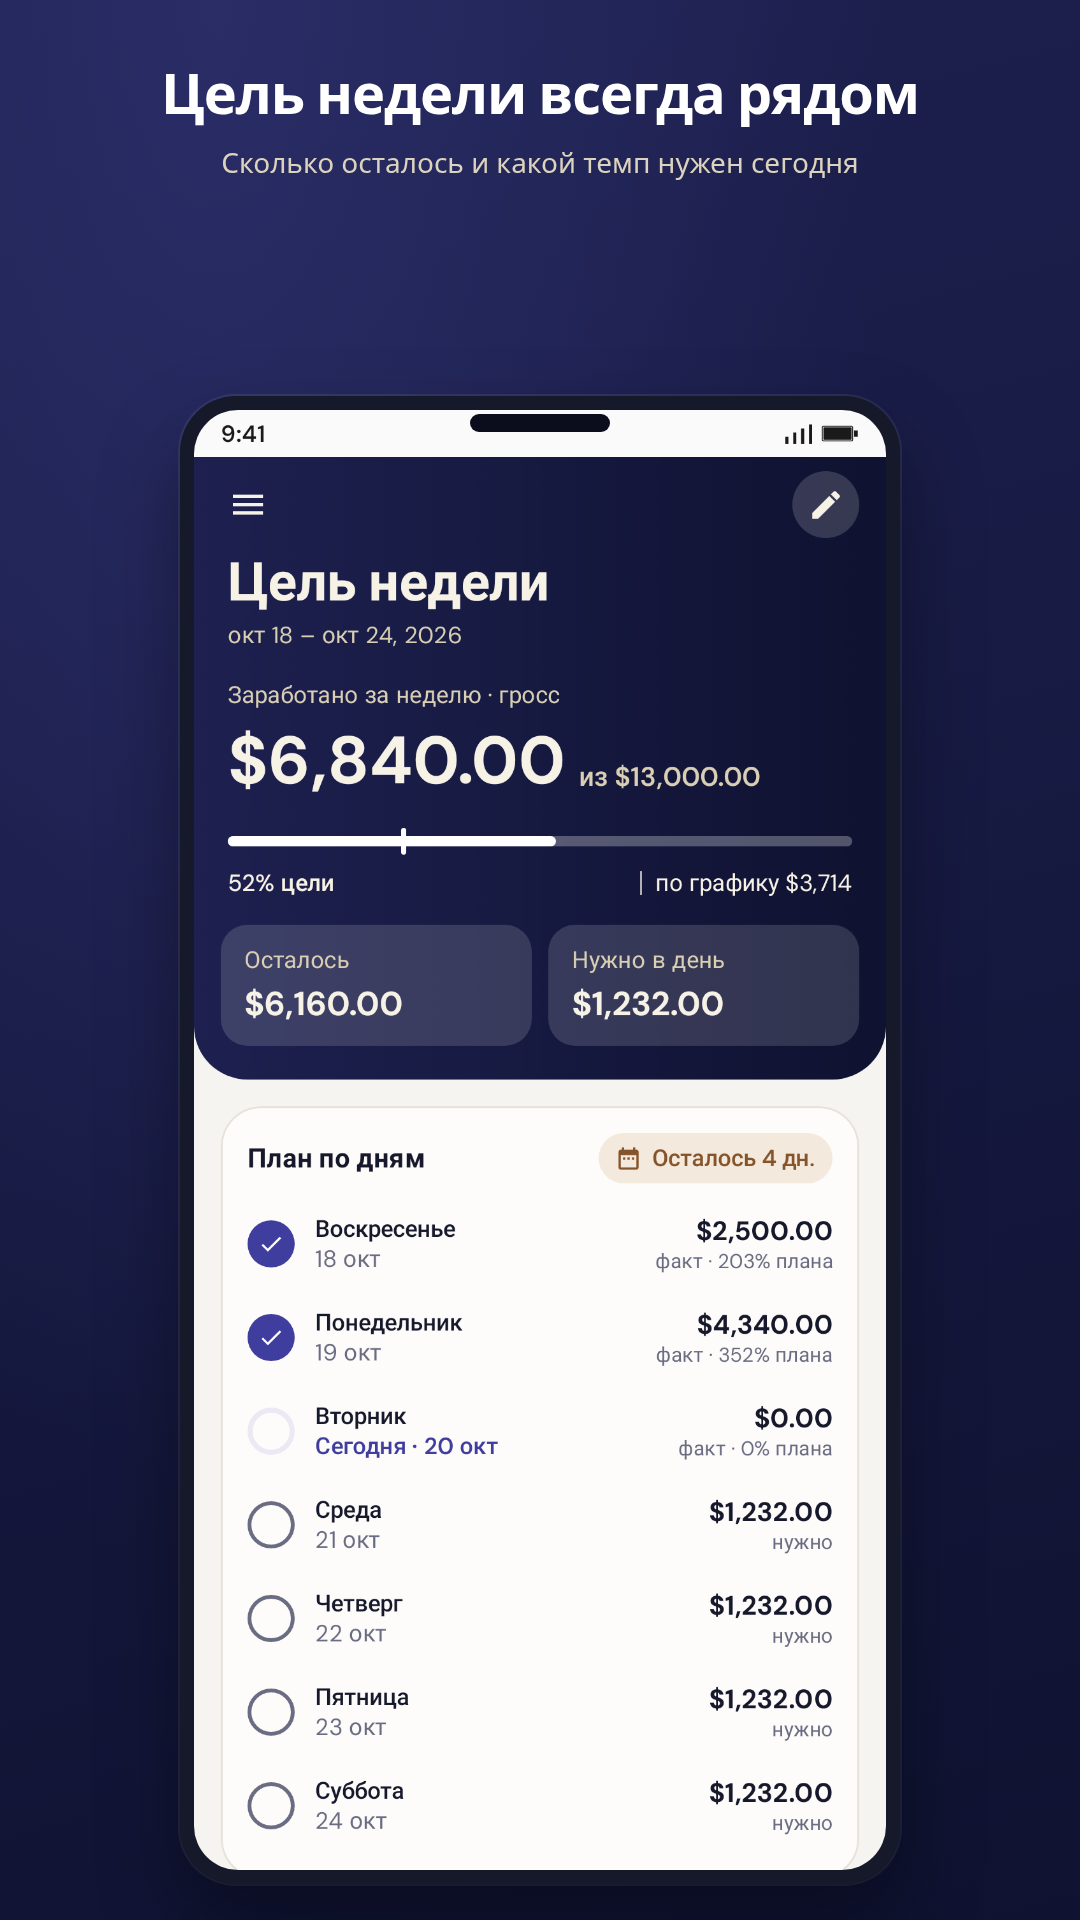 Цель недели всегда рядом
Сколько осталось и какой темп нужен сегодня
9:41
Цель недели
окт 18 – окт 24, 2026
Заработано за неделю · гросс
$6,840.00 из $13,000.00
52% цели
по графику $3,714
Осталось
$6,160.00
Нужно в день
$1,232.00
План по дням
Осталось 4 дн.
Воскресенье
18 окт
$2,500.00
факт · 203% плана
Понедельник
19 окт
$4,340.00
факт · 352% плана
Вторник
Сегодня · 20 окт
$0.00
факт · 0% плана
Среда
21 окт
$1,232.00
нужно
Четверг
22 окт
$1,232.00
нужно
Пятница
23 окт
$1,232.00
нужно
Суббота
24 окт
$1,232.00
нужно